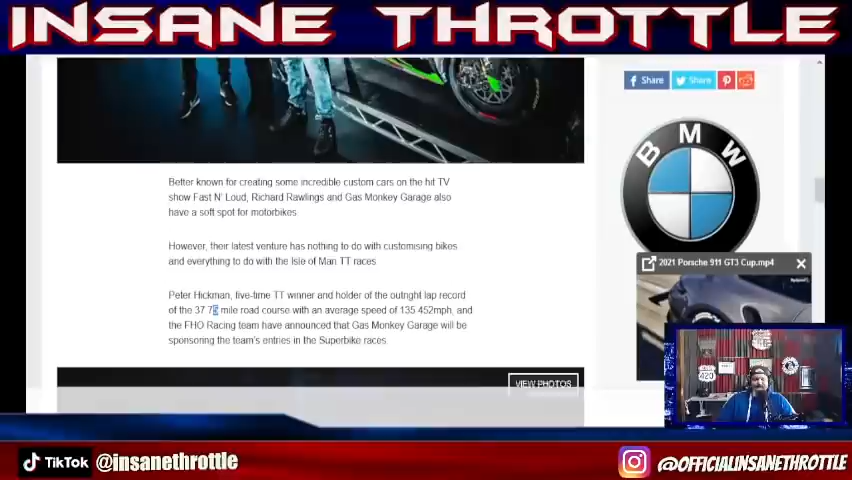 INSANE THROTTLE
Share
Share
BMW
Better known for creating some incredible custom cars on the hit TV
show Fast N' Loud, Richard Rawlings and Gas Monkey Garage also
have a soft spot for motorbikes.
However, their latest venture has nothing to do with customising bikes
and everything to do with the Isle of Man TT races
2021 Porsche 911 GT3 Cup.mp4
Peter Hickman, five-time TT winner and holder of the outright lap record
of the 37.75 mile road course with an average speed of 135.452mph, and
the FHO Racing team have announced that Gas Monkey Garage will be
sponsoring the team's entries in the Superbike races.
VIEW PHOTOS
420
TikTok @insanethrottle
@OFFICIALINSANETHROTTLE